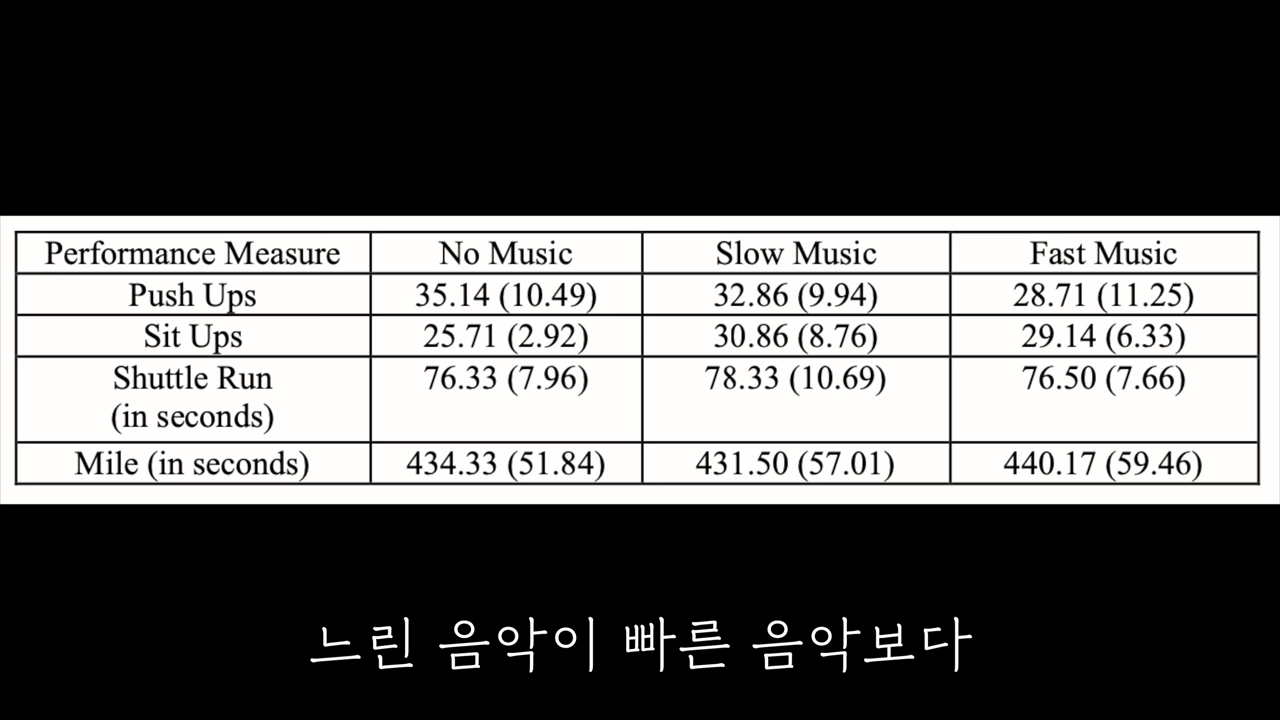 Performance Measure No Music Slow Music Fast Music
Push Ups 35.14 (10.49) 32.86 (9.94) 28.71 (11.25)
Sit Ups 25.71 (2.92) 30.86 (8.76) 29.14 (6.33)
Shuttle Run 76.33 (7.96) 78.33 (10.69) 76.50 (7.66)
(in seconds)
Mile (in seconds) 434.33 (51.84) 431.50 (57.01) 440.17 (59.46)
느린 음악이 빠른 음악보다